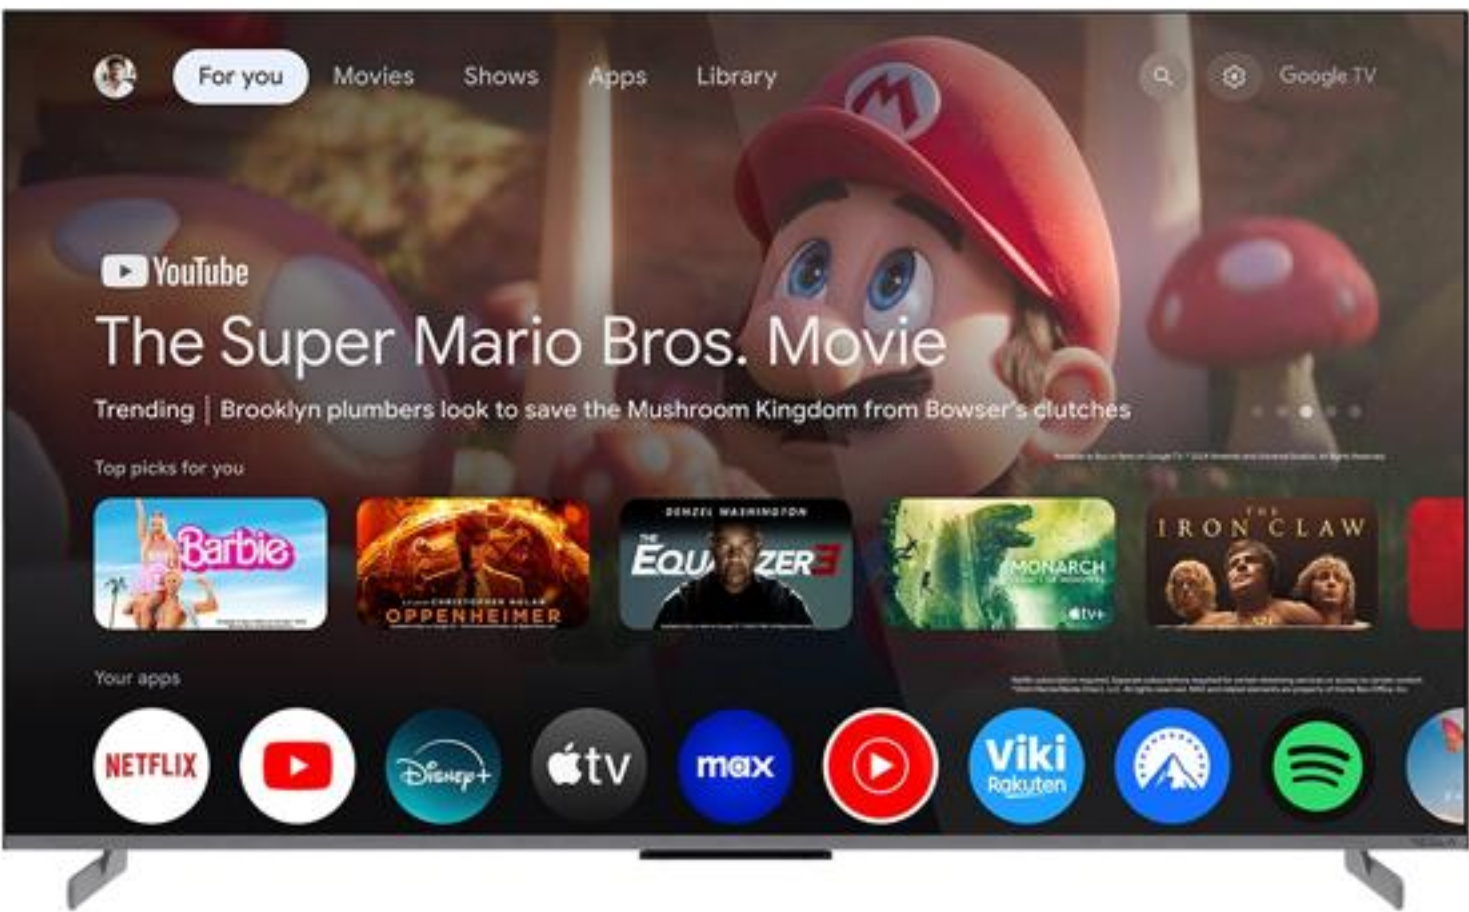 For you Movies Shows Apps Library Google TV
M
YouTube
The Super Mario Bros. Movie
Trending | Brooklyn plumbers look to save the Mushroom Kingdom from Bowser's clutches
Top picks for you
Barbie
OPPENHEIMER
DENZEL WASHINGTON
THE
EQUALIZER 3
MONARCH
tv+
THE
IRON CLAW
Your apps
NETFLIX
Disney+
tv
max
Viki
Rakuten